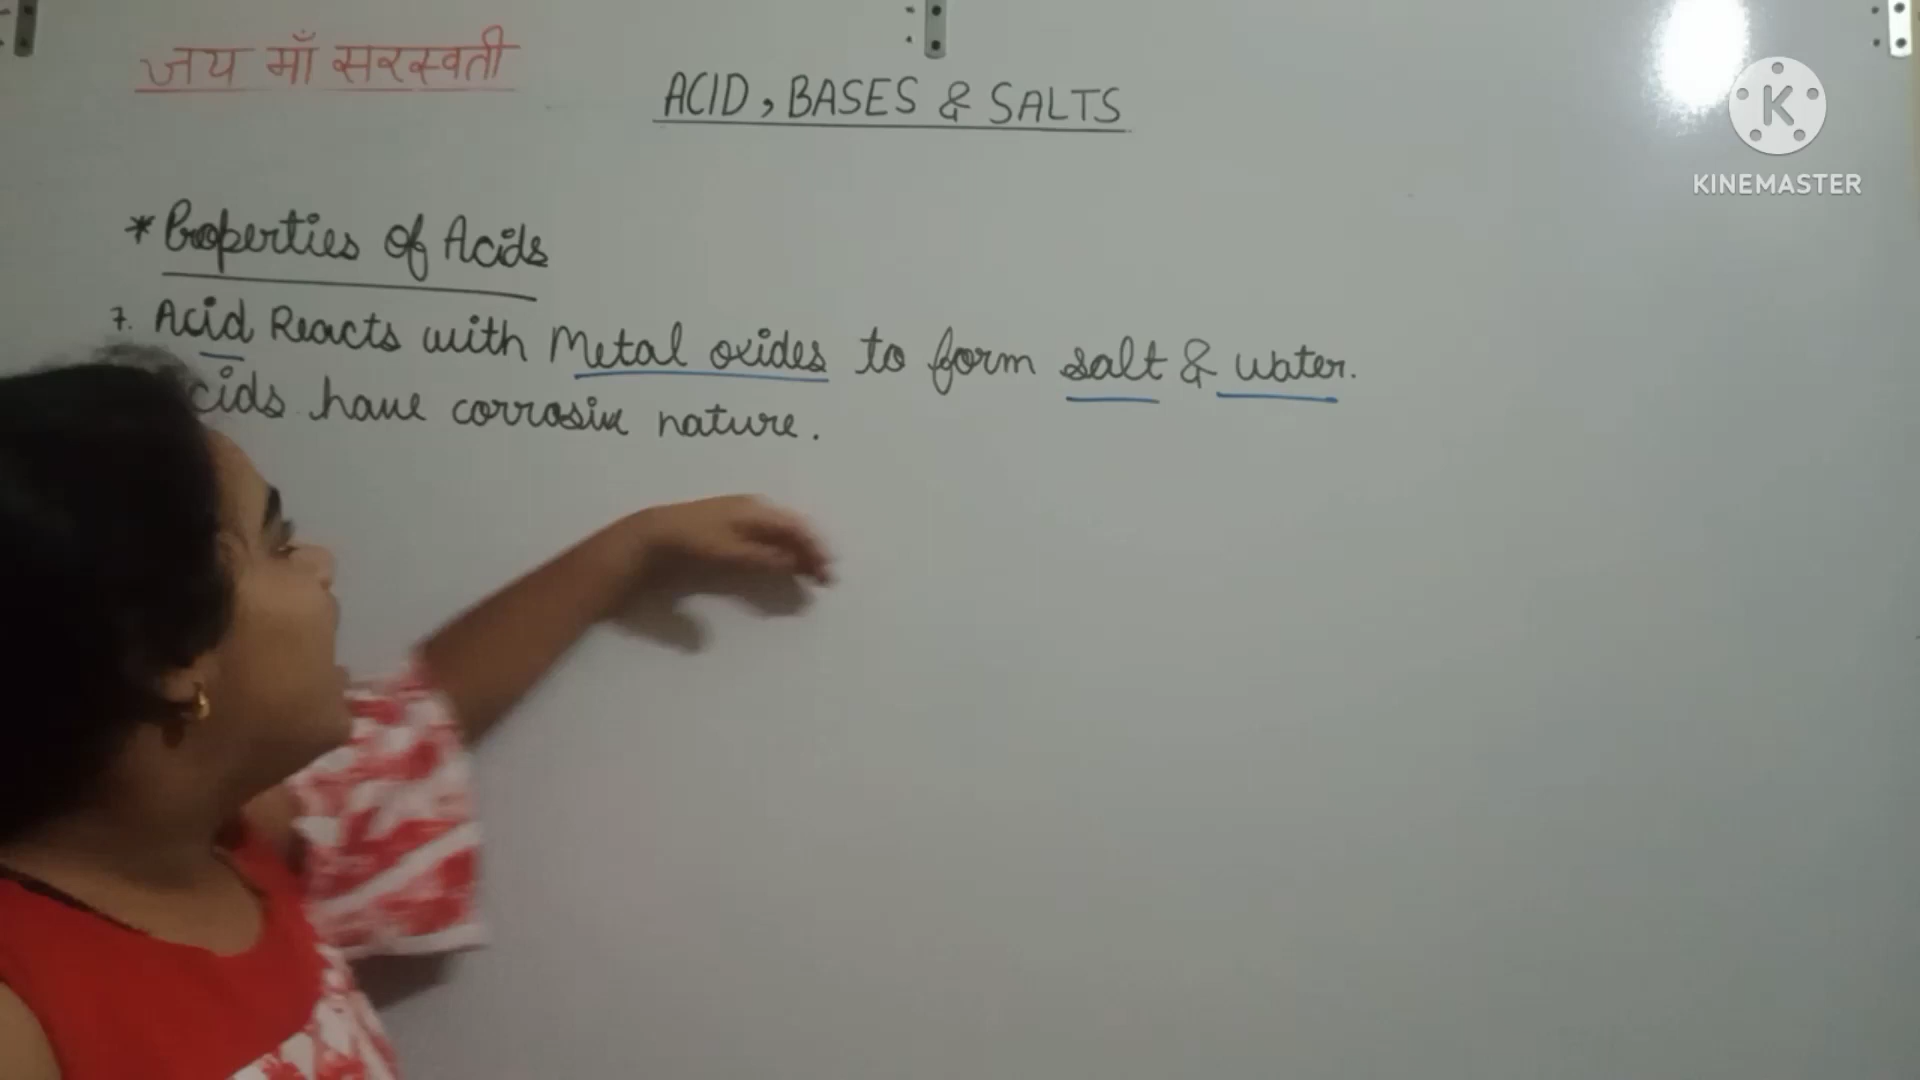 जय माँ सरस्वती
ACID, BASES & SALTS
K
KINEMASTER
* Properties of Acids
7. Acid Reacts with Metal oxides to form salt & water.
cids have corrosive nature.